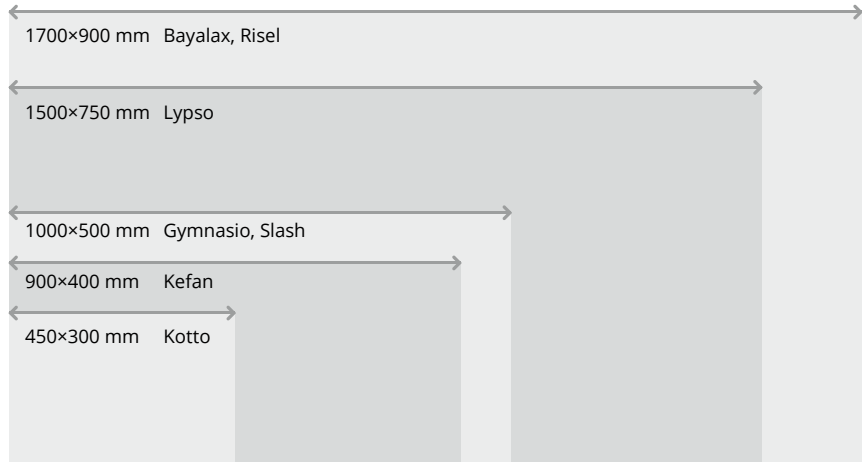 1700×900 mm Bayalax, Risel
1500×750 mm Lypso
1000×500 mm Gymnasio, Slash
900×400 mm Kefan
450×300 mm Kotto